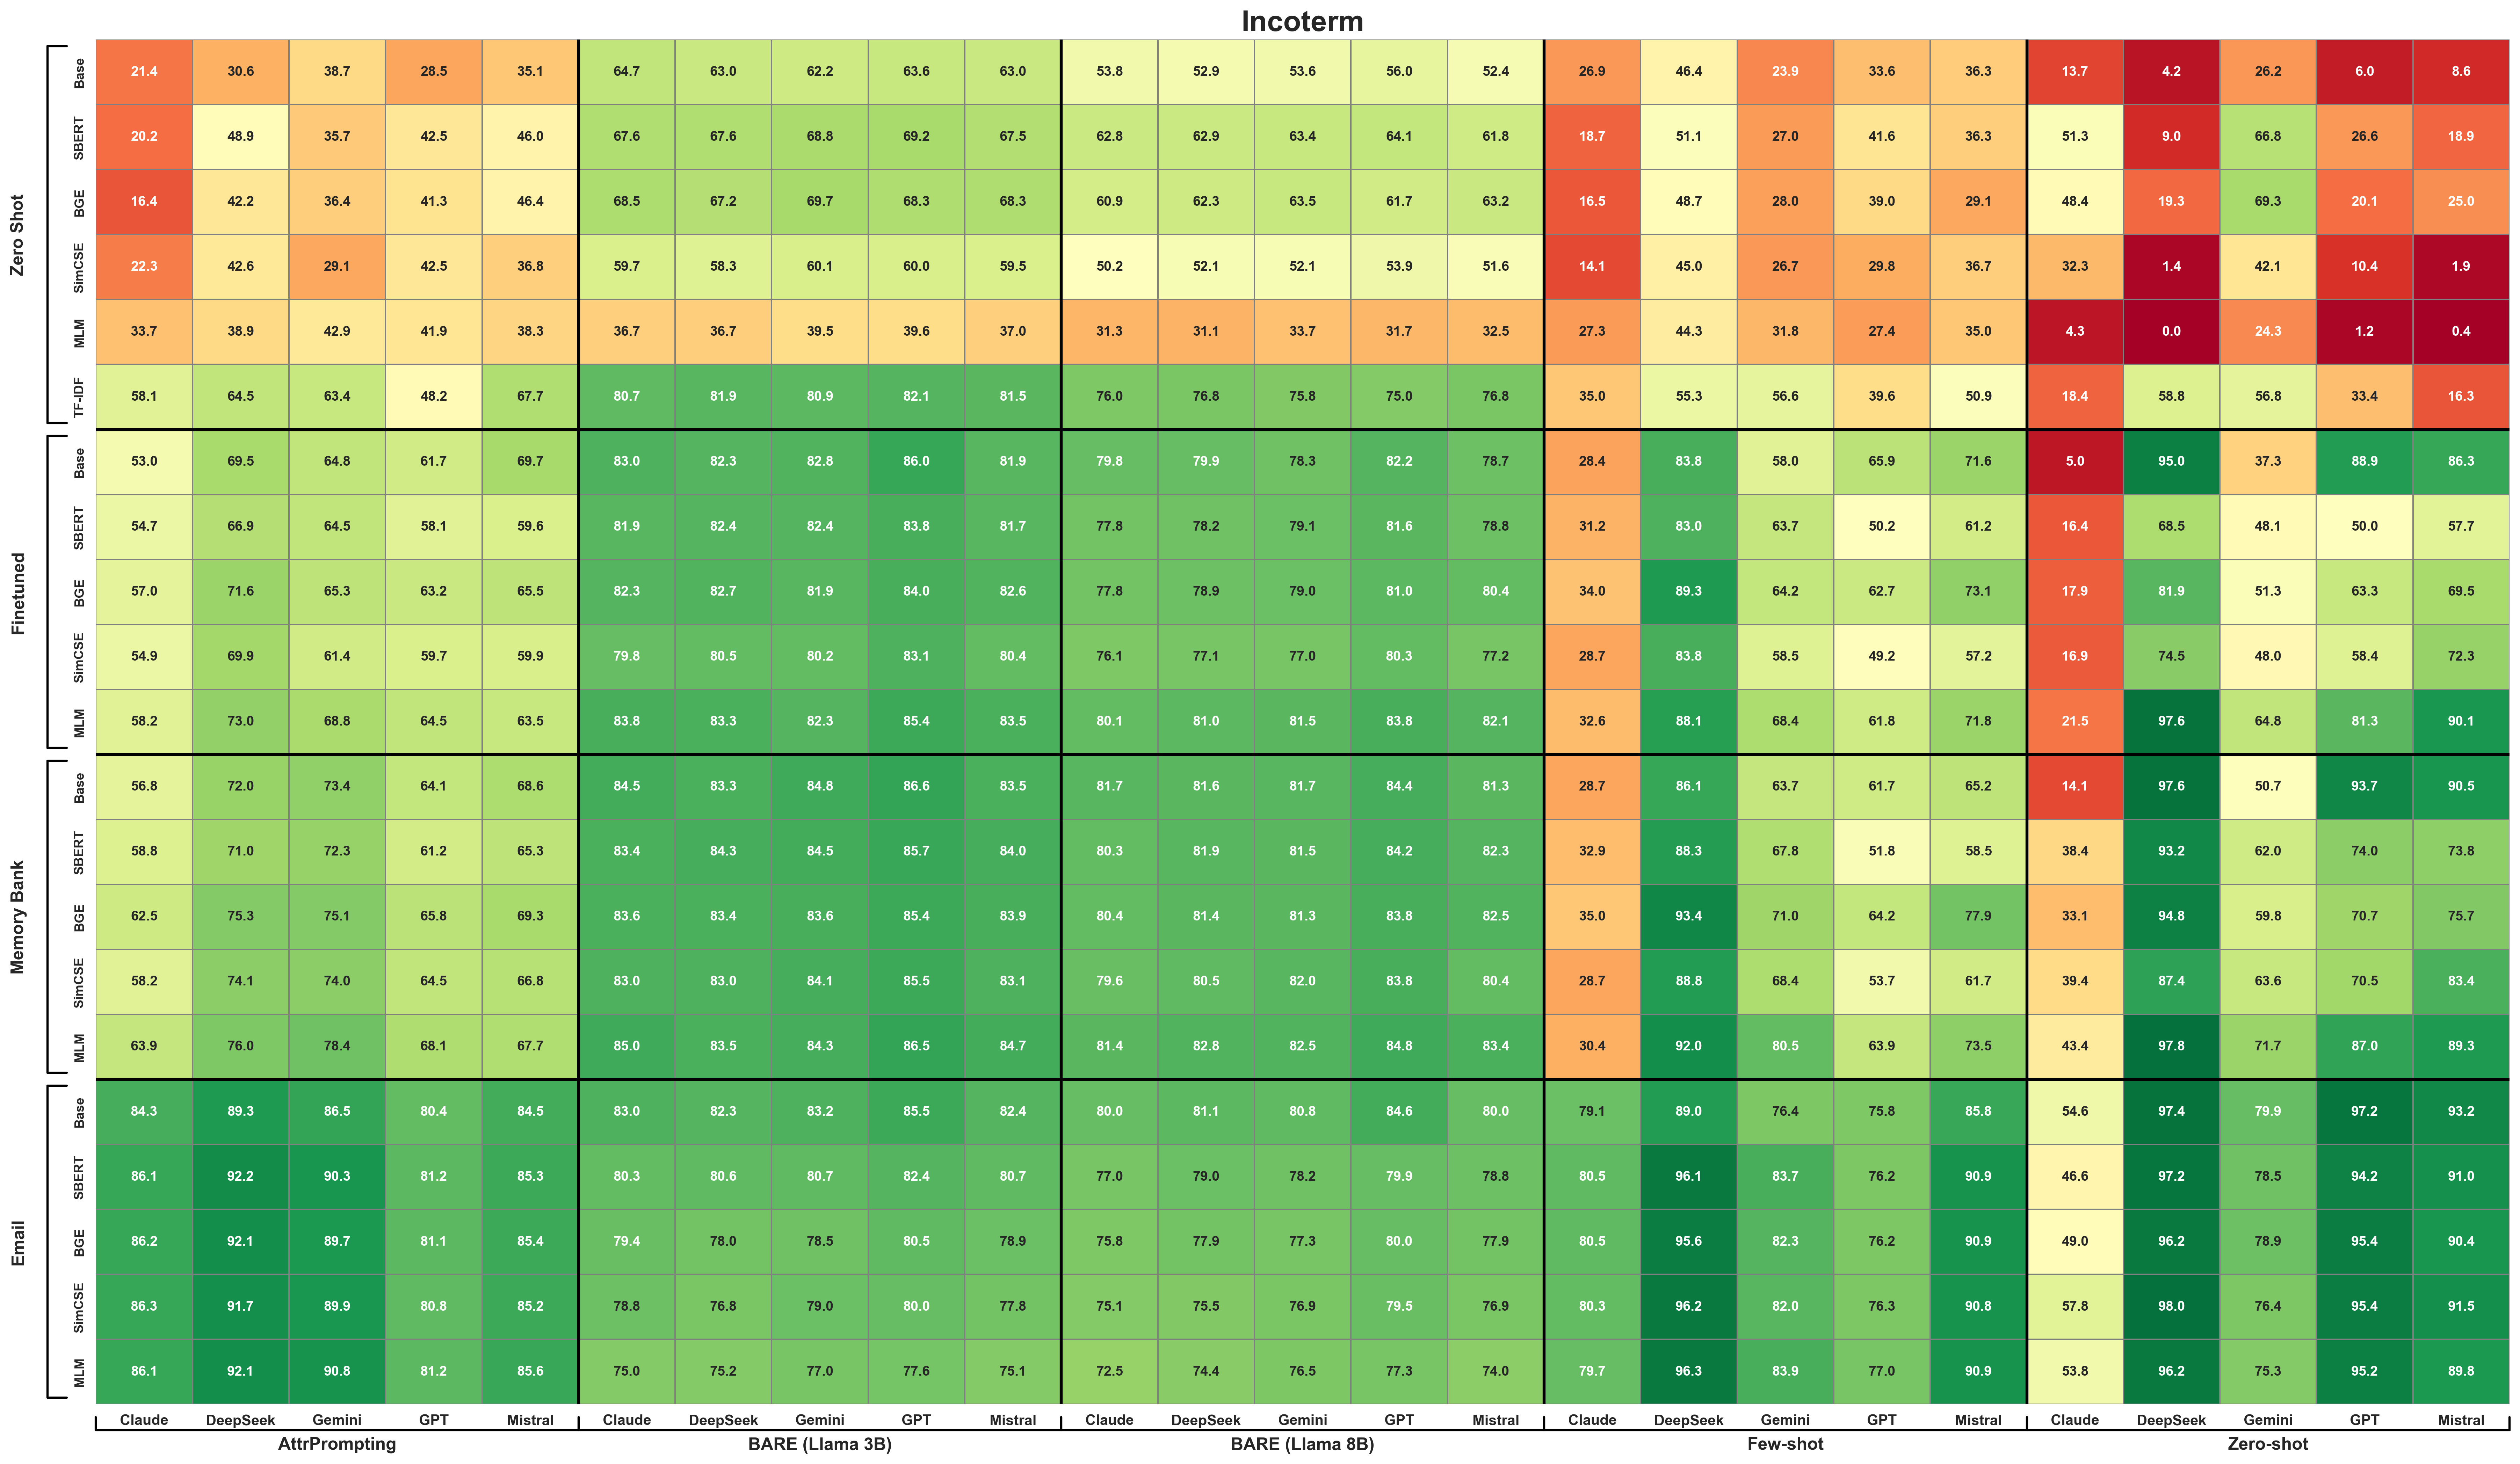 Incoterm
Zero Shot
Base 21.4 30.6 38.7 28.5 35.1 64.7 63.0 62.2 63.6 63.0 53.8 52.9 53.6 56.0 52.4 26.9 46.4 23.9 33.6 36.3 13.7 4.2 26.2 6.0 8.6
SBERT 20.2 48.9 35.7 42.5 46.0 67.6 67.6 68.8 69.2 67.5 62.8 62.9 63.4 64.1 61.8 18.7 51.1 27.0 41.6 36.3 51.3 9.0 66.8 26.6 18.9
BGE 16.4 42.2 36.4 41.3 46.4 68.5 67.2 69.7 68.3 68.3 60.9 62.3 63.5 61.7 63.2 16.5 48.7 28.0 39.0 29.1 48.4 19.3 69.3 20.1 25.0
SimCSE 22.3 42.6 29.1 42.5 36.8 59.7 58.3 60.1 60.0 59.5 50.2 52.1 52.1 53.9 51.6 14.1 45.0 26.7 29.8 36.7 32.3 1.4 42.1 10.4 1.9
MLM 33.7 38.9 42.9 41.9 38.3 36.7 36.7 39.5 39.6 37.0 31.3 31.1 33.7 31.7 32.5 27.3 44.3 31.8 27.4 35.0 4.3 0.0 24.3 1.2 0.4
TF-IDF 58.1 64.5 63.4 48.2 67.7 80.7 81.9 80.9 82.1 81.5 76.0 76.8 75.8 75.0 76.8 35.0 55.3 56.6 39.6 50.9 18.4 58.8 56.8 33.4 16.3
Finetuned
Base 53.0 69.5 64.8 61.7 69.7 83.0 82.3 82.8 86.0 81.9 79.8 79.9 78.3 82.2 78.7 28.4 83.8 58.0 65.9 71.6 5.0 95.0 37.3 88.9 86.3
SBERT 54.7 66.9 64.5 58.1 59.6 81.9 82.4 82.4 83.8 81.7 77.8 78.2 79.1 81.6 78.8 31.2 83.0 63.7 50.2 61.2 16.4 68.5 48.1 50.0 57.7
BGE 57.0 71.6 65.3 63.2 65.5 82.3 82.7 81.9 84.0 82.6 77.8 78.9 79.0 81.0 80.4 34.0 89.3 64.2 62.7 73.1 17.9 81.9 51.3 63.3 69.5
SimCSE 54.9 69.9 61.4 59.7 59.9 79.8 80.5 80.2 83.1 80.4 76.1 77.1 77.0 80.3 77.2 28.7 83.8 58.5 49.2 57.2 16.9 74.5 48.0 58.4 72.3
MLM 58.2 73.0 68.8 64.5 63.5 83.8 83.3 82.3 85.4 83.5 80.1 81.0 81.5 83.8 82.1 32.6 88.1 68.4 61.8 71.8 21.5 97.6 64.8 81.3 90.1
Memory Bank
Base 56.8 72.0 73.4 64.1 68.6 84.5 83.3 84.8 86.6 83.5 81.7 81.6 81.7 84.4 81.3 28.7 86.1 63.7 61.7 65.2 14.1 97.6 50.7 93.7 90.5
SBERT 58.8 71.0 72.3 61.2 65.3 83.4 84.3 84.5 85.7 84.0 80.3 81.9 81.5 84.2 82.3 32.9 88.3 67.8 51.8 58.5 38.4 93.2 62.0 74.0 73.8
BGE 62.5 75.3 75.1 65.8 69.3 83.6 83.4 83.6 85.4 83.9 80.4 81.4 81.3 83.8 82.5 35.0 93.4 71.0 64.2 77.9 33.1 94.8 59.8 70.7 75.7
SimCSE 58.2 74.1 74.0 64.5 66.8 83.0 83.0 84.1 85.5 83.1 79.6 80.5 82.0 83.8 80.4 28.7 88.8 68.4 53.7 61.7 39.4 87.4 63.6 70.5 83.4
MLM 63.9 76.0 78.4 68.1 67.7 85.0 83.5 84.3 86.5 84.7 81.4 82.8 82.5 84.8 83.4 30.4 92.0 80.5 63.9 73.5 43.4 97.8 71.7 87.0 89.3
Email
Base 84.3 89.3 86.5 80.4 84.5 83.0 82.3 83.2 85.5 82.4 80.0 81.1 80.8 84.6 80.0 79.1 89.0 76.4 75.8 85.8 54.6 97.4 79.9 97.2 93.2
SBERT 86.1 92.2 90.3 81.2 85.3 80.3 80.6 80.7 82.4 80.7 77.0 79.0 78.2 79.9 78.8 80.5 96.1 83.7 76.2 90.9 46.6 97.2 78.5 94.2 91.0
BGE 86.2 92.1 89.7 81.1 85.4 79.4 78.0 78.5 80.5 78.9 75.8 77.9 77.3 80.0 77.9 80.5 95.6 82.3 76.2 90.9 49.0 96.2 78.9 95.4 90.4
SimCSE 86.3 91.7 89.9 80.8 85.2 78.8 76.8 79.0 80.0 77.8 75.1 75.5 76.9 79.5 76.9 80.3 96.2 82.0 76.3 90.8 57.8 98.0 76.4 95.4 91.5
MLM 86.1 92.1 90.8 81.2 85.6 75.0 75.2 77.0 77.6 75.1 72.5 74.4 76.5 77.3 74.0 79.7 96.3 83.9 77.0 90.9 53.8 96.2 75.3 95.2 89.8
Claude DeepSeek Gemini GPT Mistral Claude DeepSeek Gemini GPT Mistral Claude DeepSeek Gemini GPT Mistral Claude DeepSeek Gemini GPT Mistral Claude DeepSeek Gemini GPT Mistral
AttrPrompting BARE (Llama 3B) BARE (Llama 8B) Few-shot Zero-shot